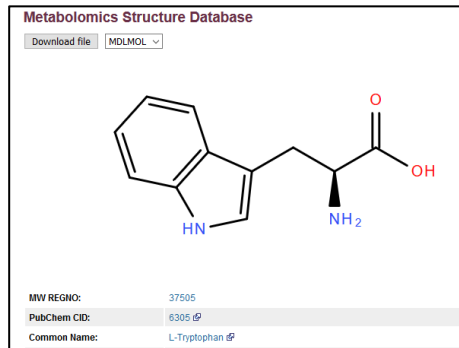 Metabolomics Structure Database
Download file MDLMOL
O
OH
NH2
HN
MW REGNO: 37505
PubChem CID: 6305
Common Name: L-Tryptophan